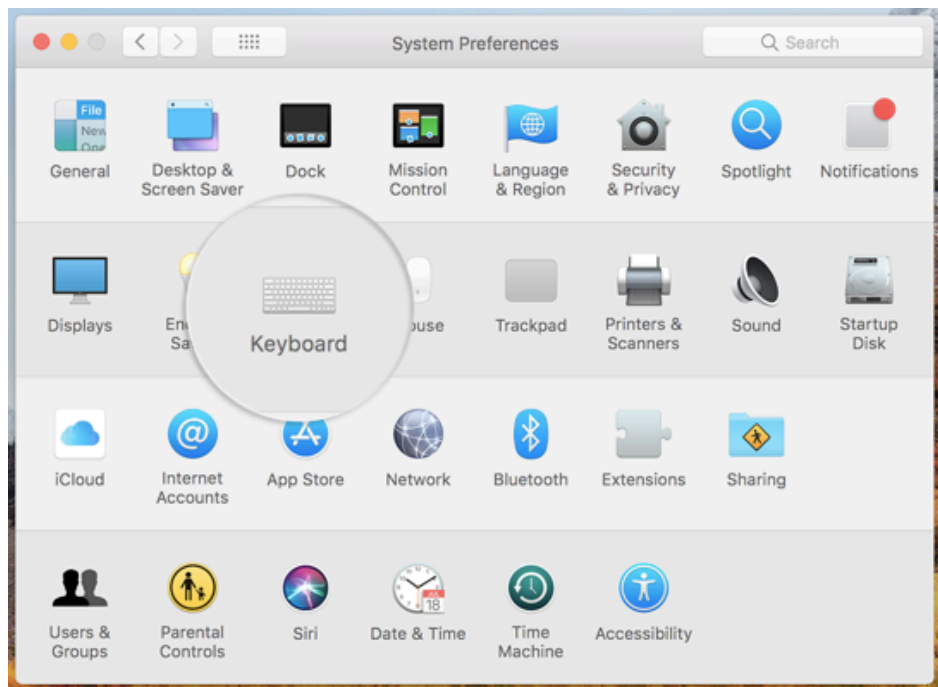 System Preferences
Search
File
New
One
General
Desktop &
Screen Saver
Dock
Mission
Control
Language
& Region
Security
& Privacy
Spotlight
Notifications
Displays
Keyboard
Trackpad
Printers &
Scanners
Sound
Startup
Disk
iCloud
@
Internet
Accounts
App Store
Network
Bluetooth
Extensions
Sharing
Users &
Groups
Parental
Controls
Siri
JUL
18
Date & Time
Time
Machine
Accessibility